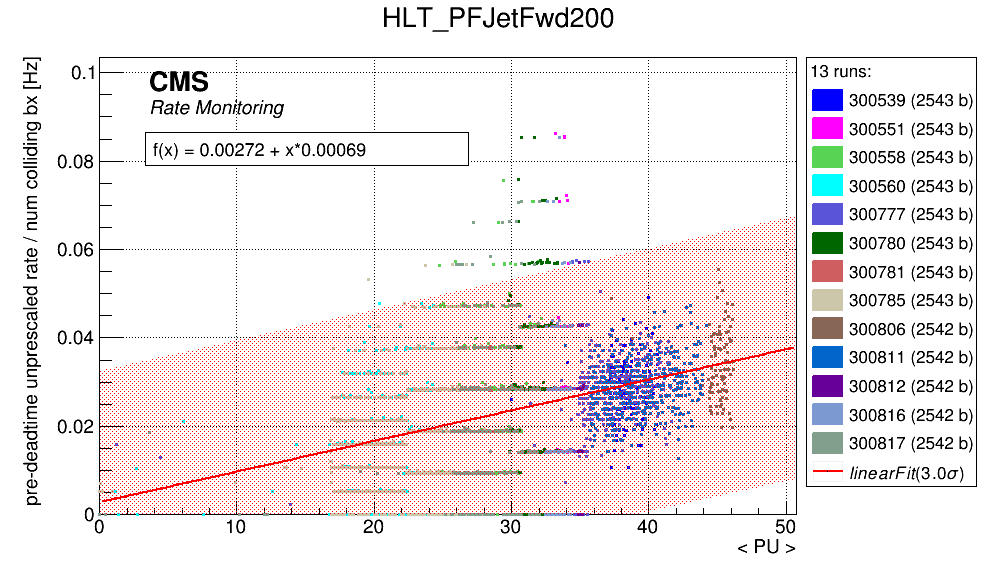 HLT_PFJetFwd200
pre-deadtime unprescaled rate / num colliding bx [Hz]
0.1
0.08
0.06
0.04
0.02
0
CMS
Rate Monitoring
f(x) = 0.00272 + x*0.00069
0 10 20 30 40 50
< PU >
13 runs:
300539 (2543 b)
300551 (2543 b)
300558 (2543 b)
300560 (2543 b)
300777 (2543 b)
300780 (2543 b)
300781 (2543 b)
300785 (2543 b)
300806 (2542 b)
300811 (2542 b)
300812 (2542 b)
300816 (2542 b)
300817 (2542 b)
linearFit(3.0σ)